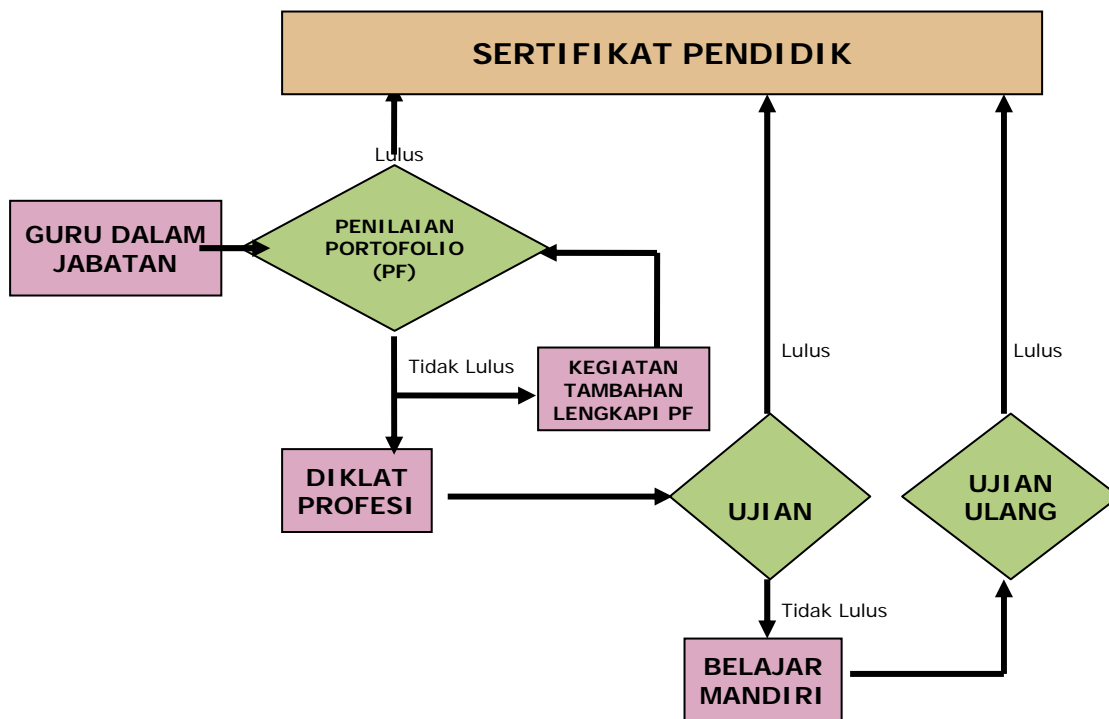 SERTIFIKAT PENDIDIK
Lulus
GURU DALAM
JABATAN
PENILAIAN
PORTOFOLIO
(PF)
Tidak Lulus
KEGIATAN
TAMBAHAN
LENGKAPI PF
Lulus
Lulus
DIKLAT
PROFESI
UJIAN
UJIAN
ULANG
Tidak Lulus
BELAJAR
MANDIRI